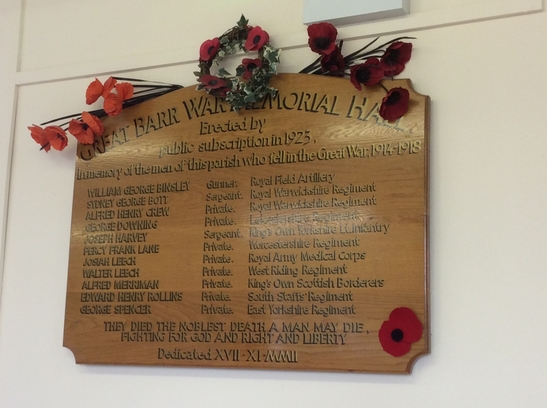 GREAT BARR WAR MEMORIAL HALL
Erected by
public subscription in 1923,
in memory of the men of this parish who fell in the Great War, 1914-1918
WILLIAM GEORGE BINSLEY Gunner. Royal Field Artillery
SYDNEY GEORGE BOTT Sergeant. Royal Warwickshire Regiment
ALFRED HENRY CREW Private. Royal Warwickshire Regiment
GEORGE DOWNING Private. Leicestershire Regiment
JOSEPH HARVEY Sergeant. King's Own Yorkshire Lt. Infantry
PERCY FRANK LANE Private. Worcestershire Regiment
JOSIAH LEECH Private. Royal Army Medical Corps
WALTER LEECH Private. West Riding Regiment
ALFRED MERRIMAN Private. King's Own Scottish Borderers
EDWARD HENRY ROLLINS Private. South Staffs Regiment
GEORGE SPENCER Private. East Yorkshire Regiment
THEY DIED THE NOBLEST DEATH A MAN MAY DIE,
FIGHTING FOR GOD AND RIGHT AND LIBERTY
Dedicated XVII-XI-MMII